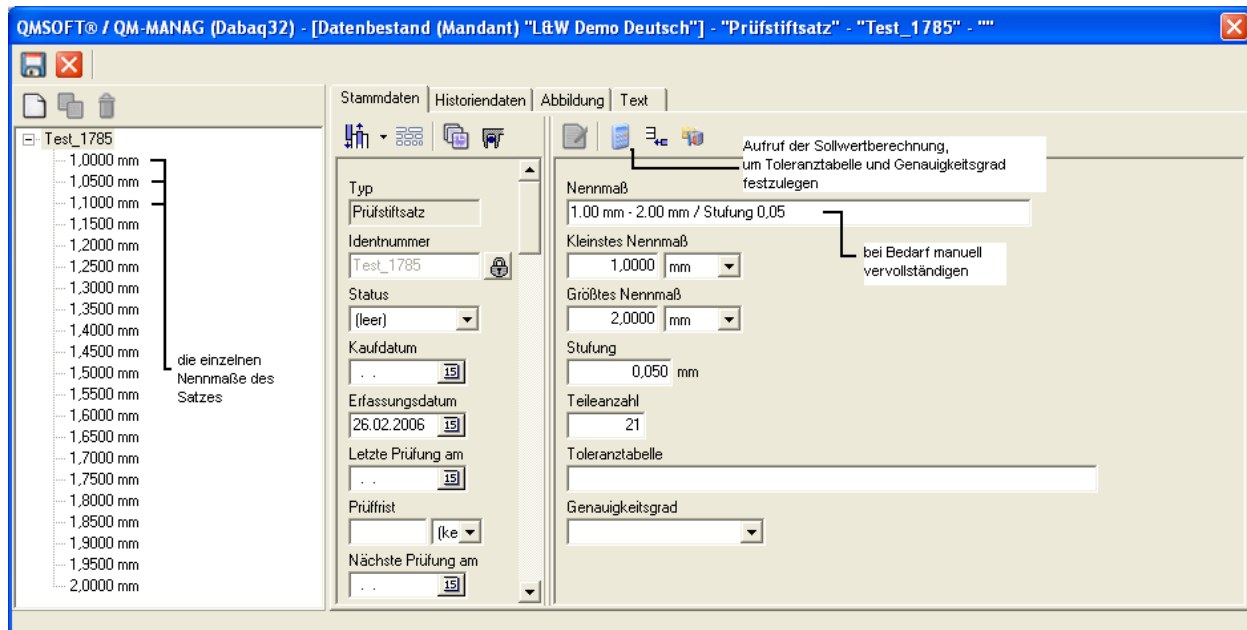 QMSOFT® / QM-MANAG (Dabaq32) - [Datenbestand (Mandant) "L&W Demo Deutsch"] - "Prüfstiftsatz" - "Test_1785" - ""
Test_1785
1,0000 mm
1,0500 mm
1,1000 mm
1,1500 mm
1,2000 mm
1,2500 mm
1,3000 mm
1,3500 mm
1,4000 mm
1,4500 mm
1,5000 mm
1,5500 mm
1,6000 mm
1,6500 mm
1,7000 mm
1,7500 mm
1,8000 mm
1,8500 mm
1,9000 mm
1,9500 mm
2,0000 mm
die einzelnen
Nennmaße des
Satzes
Stammdaten Historiendaten Abbildung Text
Typ
Prüfstiftsatz
Identnummer
Test_1785
Status
(leer)
Kaufdatum
. . 15
Erfassungsdatum
26.02.2006 15
Letzte Prüfung am
. . 15
Prüffrist
(ke
Nächste Prüfung am
. . 15
Aufruf der Sollwertberechnung,
um Toleranztabelle und Genauigkeitsgrad
festzulegen
Nennmaß
1.00 mm - 2.00 mm / Stufung 0,05
bei Bedarf manuell
vervollständigen
Kleinstes Nennmaß
1,0000 mm
Größtes Nennmaß
2,0000 mm
Stufung
0,050 mm
Teileanzahl
21
Toleranztabelle
Genauigkeitsgrad